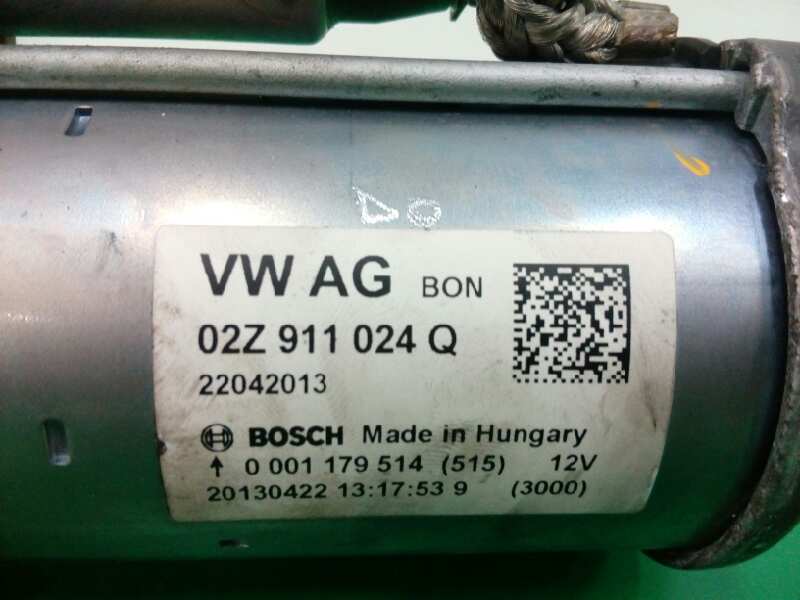 VW AG BON
02Z 911 024 Q
22042013
BOSCH Made in Hungary
↑ 0 001 179 514 (515) 12V
20130422 13:17:53 9 (3000)